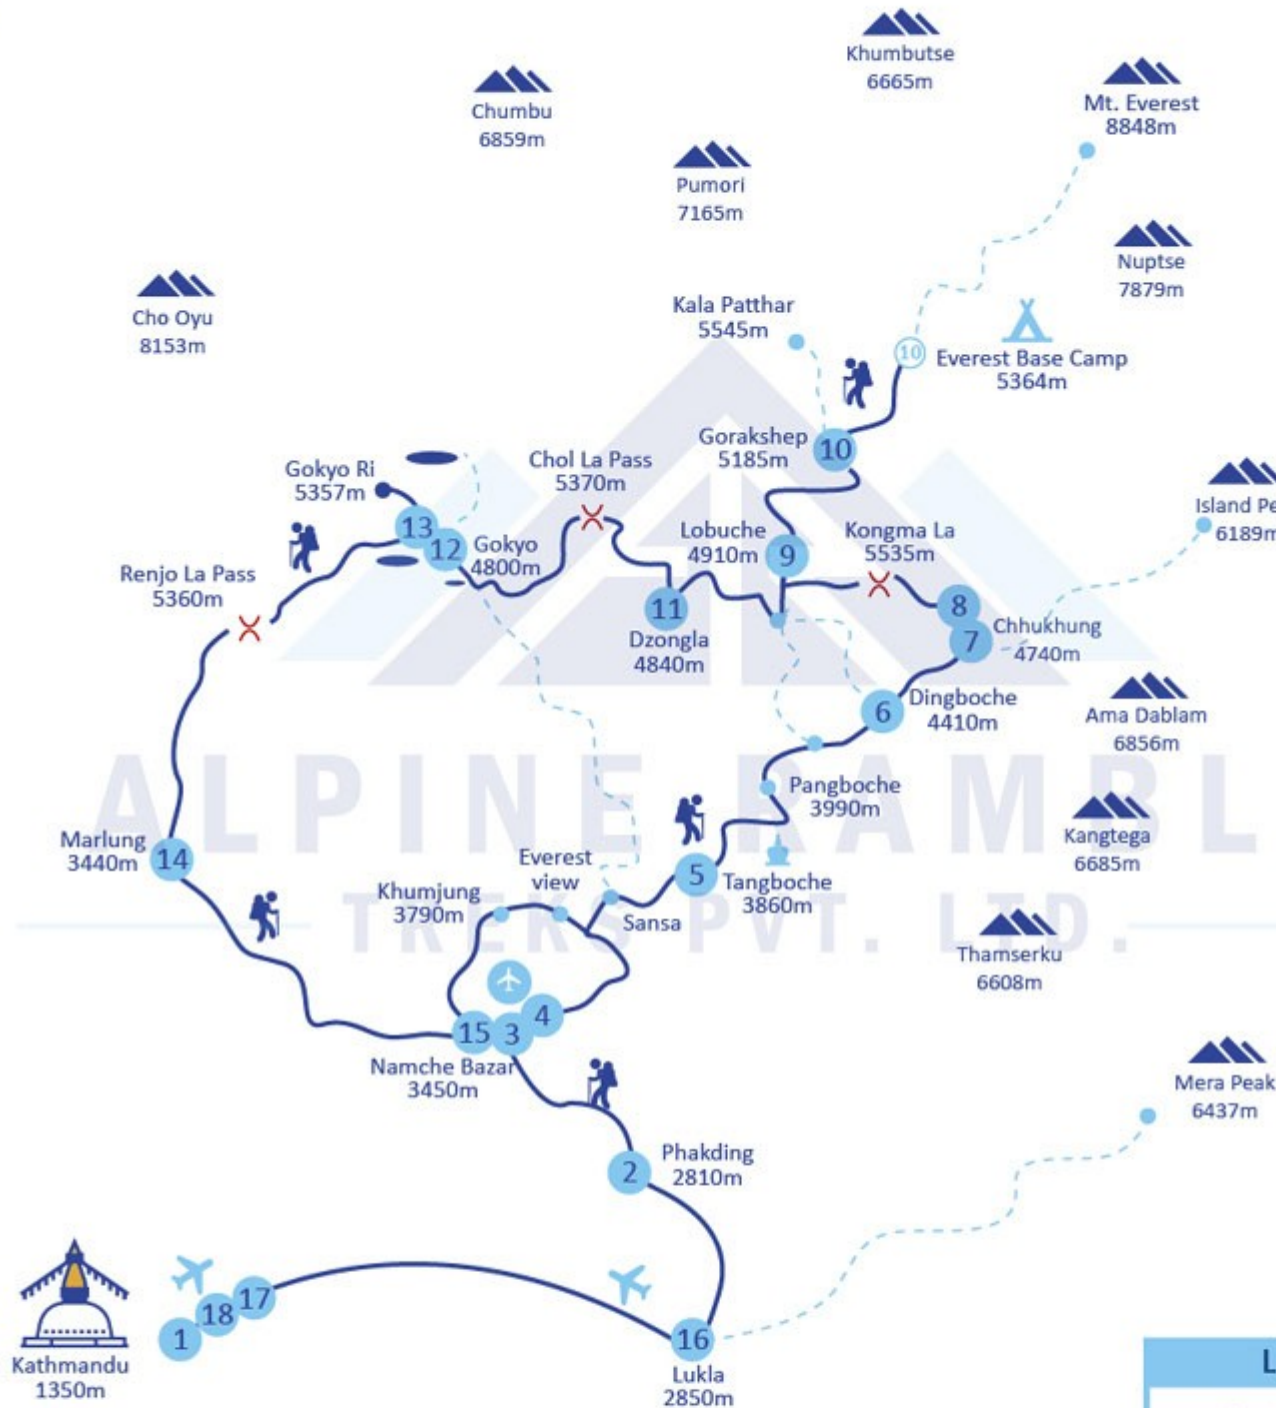 Khumbutse
6665m
Mt. Everest
8848m
Chumbu
6859m
Pumori
7165m
Nuptse
7879m
Cho Oyu
8153m
Kala Patthar
5545m
10
Everest Base Camp
5364m
Gorakshep
5185m
10
Chol La Pass
5370m
Gokyo Ri
5357m
13
12
Gokyo
4800m
Lobuche
4910m
9
Kongma La
5535m
Island Pe
6189m
Renjo La Pass
5360m
11
Dzongla
4840m
8
7
Chhukhung
4740m
6
Dingboche
4410m
Ama Dablam
6856m
ALPINE RAMBL
TREKS PVT. LTD.
Pangboche
3990m
Kangtega
6685m
Marlung
3440m
14
Everest
view
5
Tangboche
3860m
Khumjung
3790m
Sansa
Thamserku
6608m
15
3
4
Namche Bazar
3450m
Mera Peak
6437m
2
Phakding
2810m
17
18
1
Kathmandu
1350m
16
Lukla
2850m
L